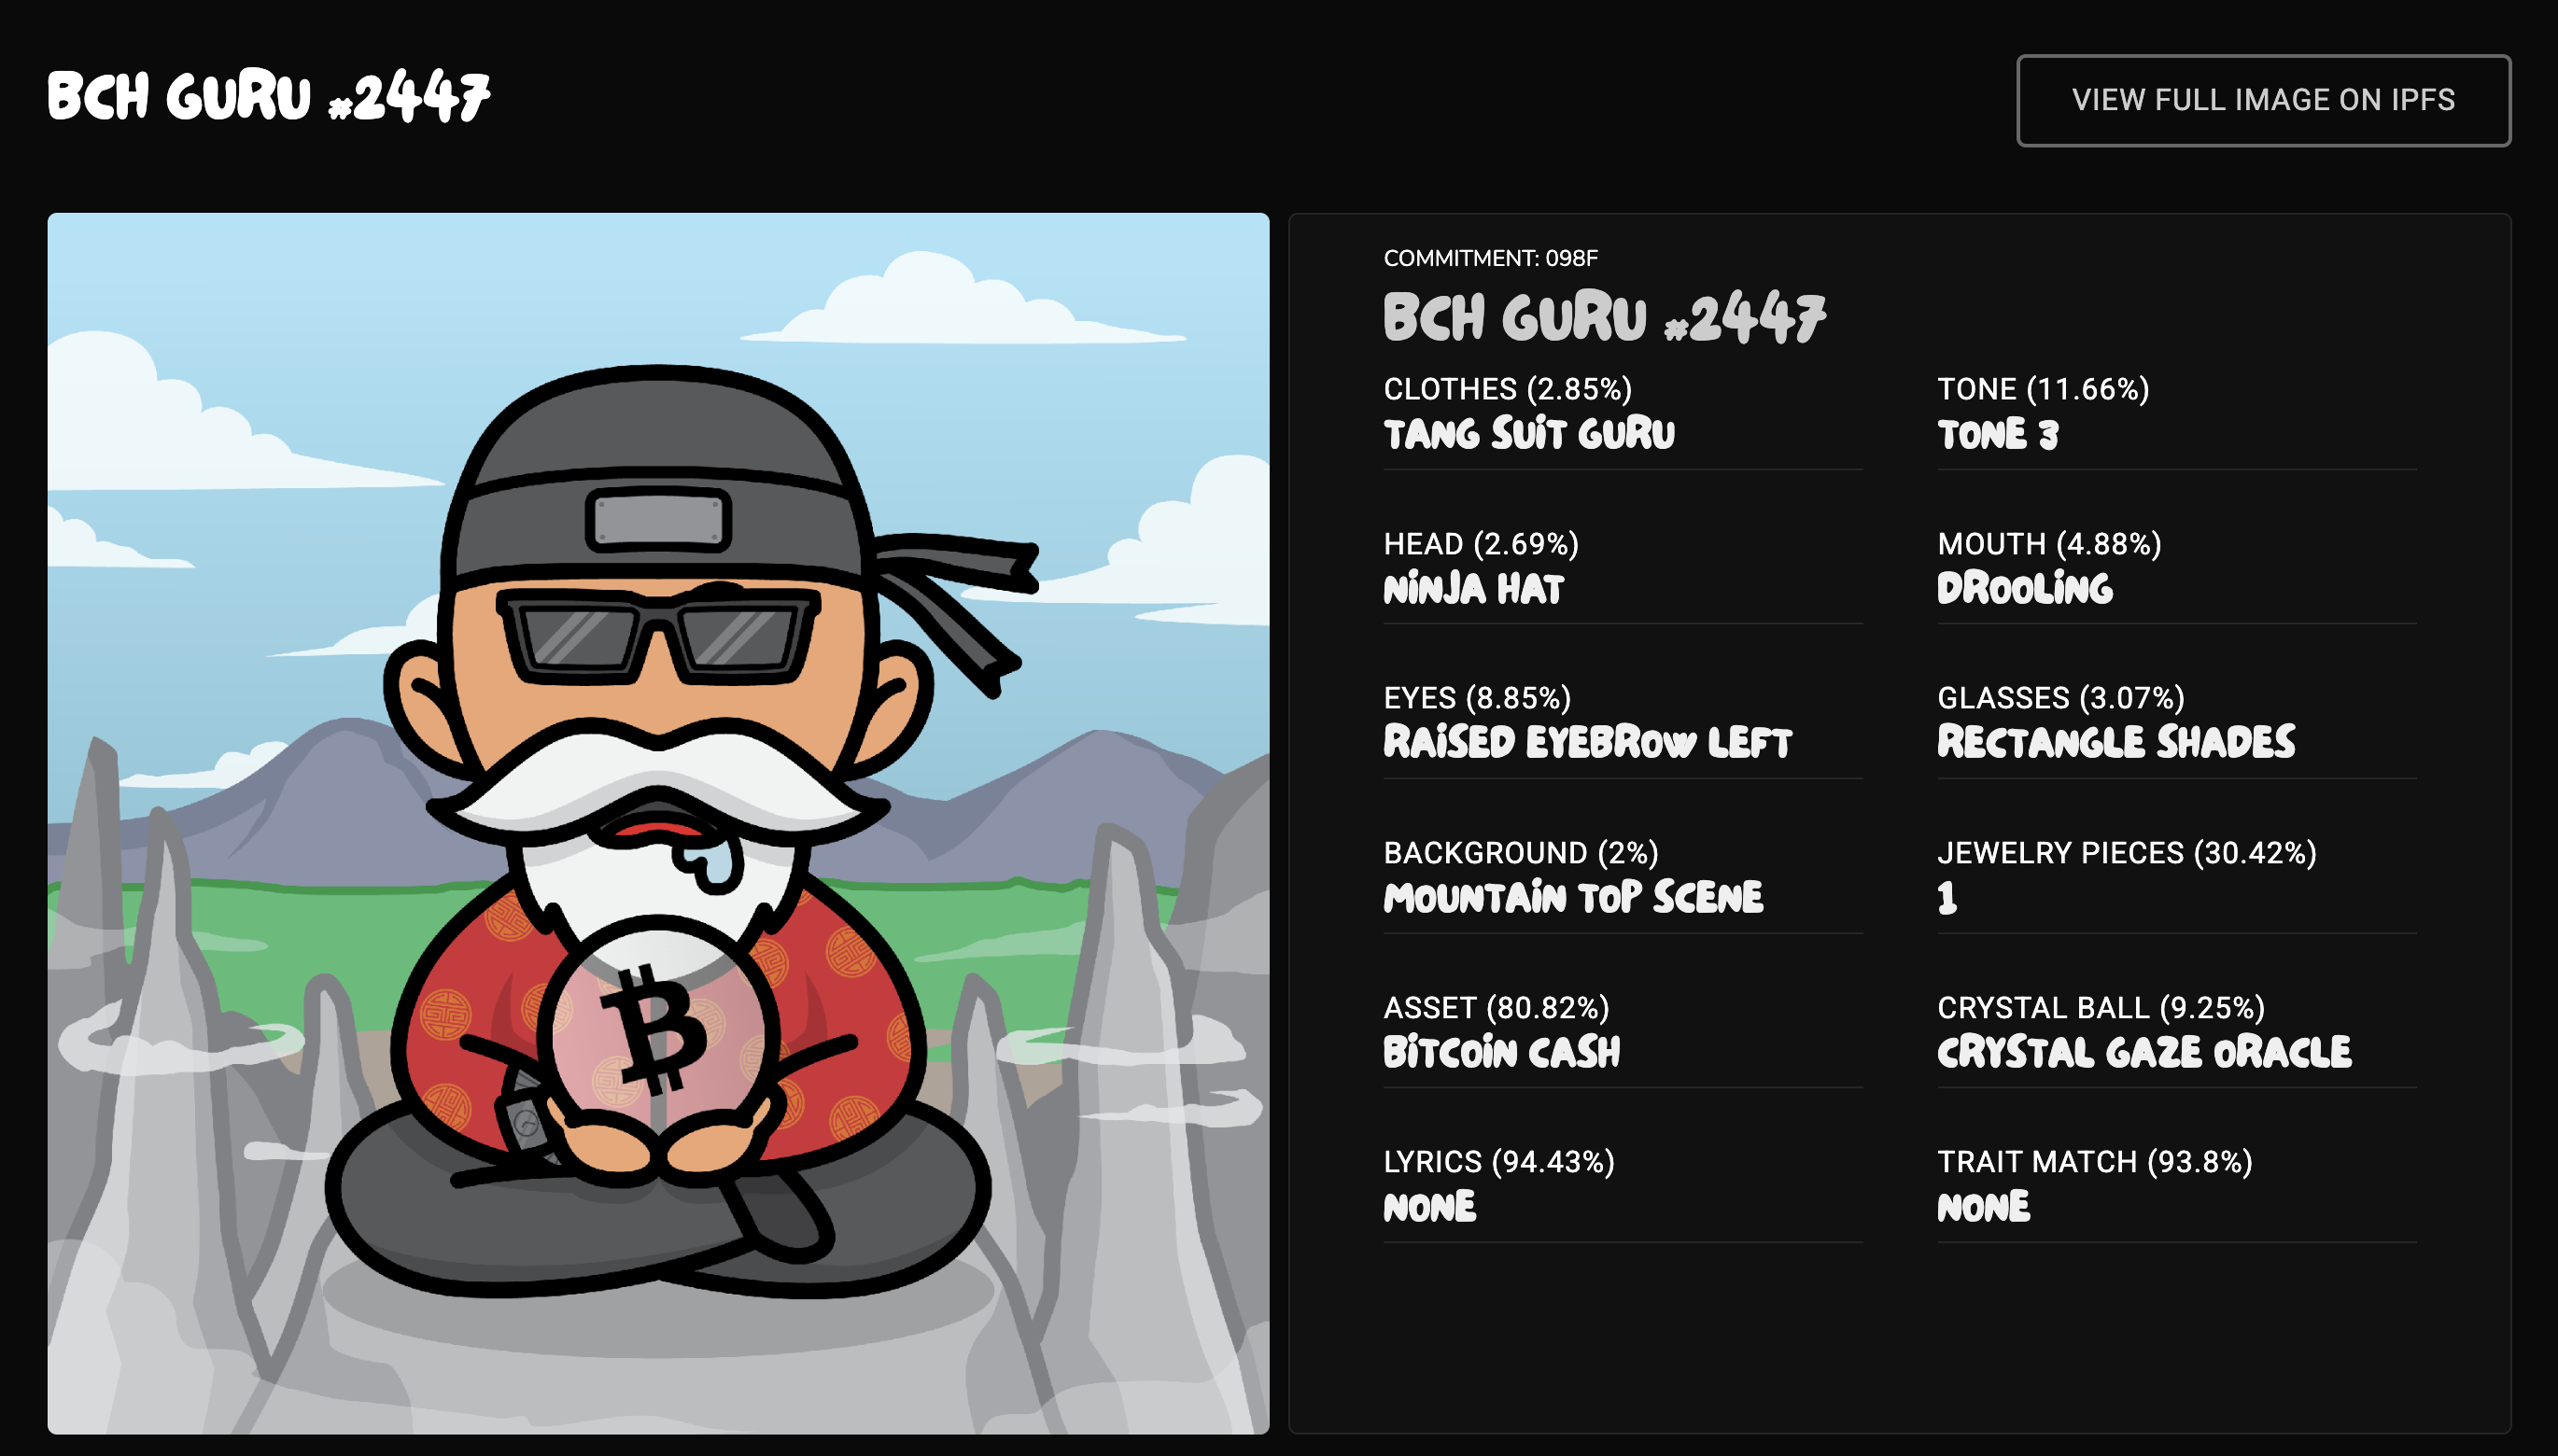 BCH GURU #2447
VIEW FULL IMAGE ON IPFS
COMMITMENT: 098F
BCH GURU #2447
CLOTHES (2.85%)
TANG SUIT GURU
TONE (11.66%)
TONE 3
HEAD (2.69%)
NINJA HAT
MOUTH (4.88%)
DROOLING
EYES (8.85%)
RAISED EYEBROW LEFT
GLASSES (3.07%)
RECTANGLE SHADES
BACKGROUND (2%)
MOUNTAIN TOP SCENE
JEWELRY PIECES (30.42%)
1
ASSET (80.82%)
BITCOIN CASH
CRYSTAL BALL (9.25%)
CRYSTAL GAZE ORACLE
LYRICS (94.43%)
NONE
TRAIT MATCH (93.8%)
NONE